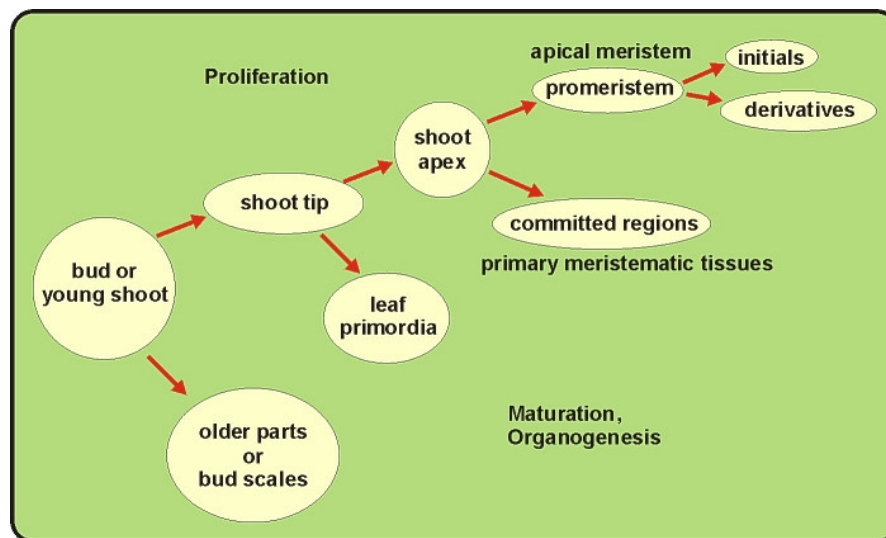 apical meristem
initials
Proliferation
promeristem
derivatives
shoot
apex
shoot tip
committed regions
primary meristematic tissues
bud or
young shoot
leaf
primordia
older parts
or
bud scales
Maturation,
Organogenesis